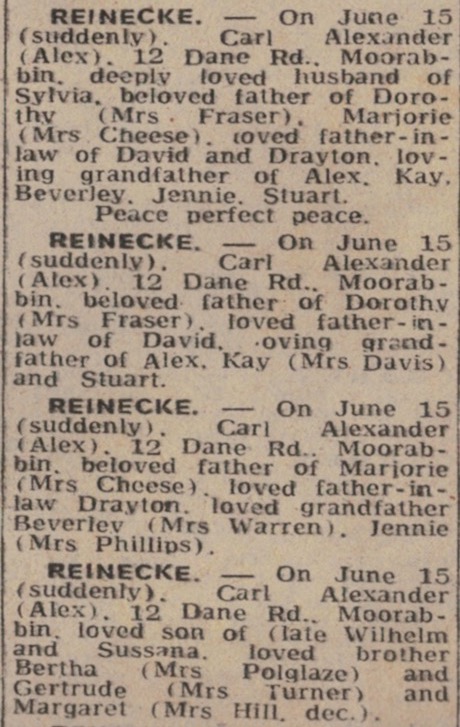 REINECKE. — On June 15
(suddenly). Carl Alexander
(Alex). 12 Dane Rd., Moorab-
bin, deeply loved husband of
Sylvia, beloved father of Doro-
thy (Mrs Fraser), Marjorie
(Mrs Cheese), loved father-in-
law of David and Drayton, lov-
ing grandfather of Alex, Kay,
Beverley, Jennie, Stuart.
Peace perfect peace.
REINECKE. — On June 15
(suddenly), Carl Alexander
(Alex), 12 Dane Rd., Moorab-
bin, beloved father of Dorothy
(Mrs Fraser), loved father-in-
law of David, oving grand-
father of Alex, Kay (Mrs Davis)
and Stuart.
REINECKE. — On June 15
(suddenly), Carl Alexander
(Alex), 12 Dane Rd., Moorab-
bin, beloved father of Marjorie
(Mrs Cheese), loved father-in-
law Drayton, loved grandfather
Beverley (Mrs Warren), Jennie
(Mrs Phillips).
REINECKE. — On June 15
(suddenly), Carl Alexander
(Alex), 12 Dane Rd., Moorab-
bin, loved son of (late Wilhelm
and Sussana, loved brother
Bertha (Mrs Polglaze) and
Gertrude (Mrs Turner) and
Margaret (Mrs Hill, dec.).